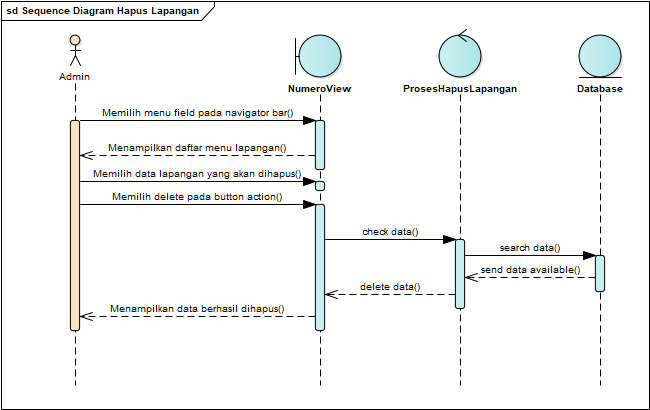 sd Sequence Diagram Hapus Lapangan
Admin
NumeroView
ProsesHapusLapangan
Database
Memilih menu field pada navigator bar()
Menampilkan daftar menu lapangan()
Memilih data lapangan yang akan dihapus()
Memilih delete pada button action()
check data()
search data()
send data available()
delete data()
Menampilkan data berhasil dihapus()